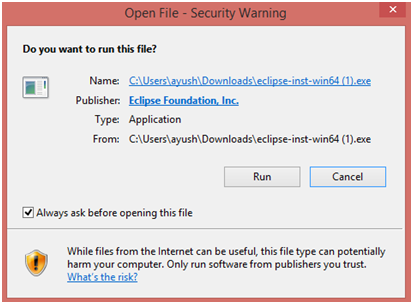 Open File - Security Warning
Do you want to run this file?
Name: C:\Users\ayush\Downloads\eclipse-inst-win64 (1).exe
Publisher: Eclipse Foundation, Inc.
Type: Application
From: C:\Users\ayush\Downloads\eclipse-inst-win64 (1).exe
Run Cancel
Always ask before opening this file
While files from the Internet can be useful, this file type can potentially
harm your computer. Only run software from publishers you trust.
What's the risk?